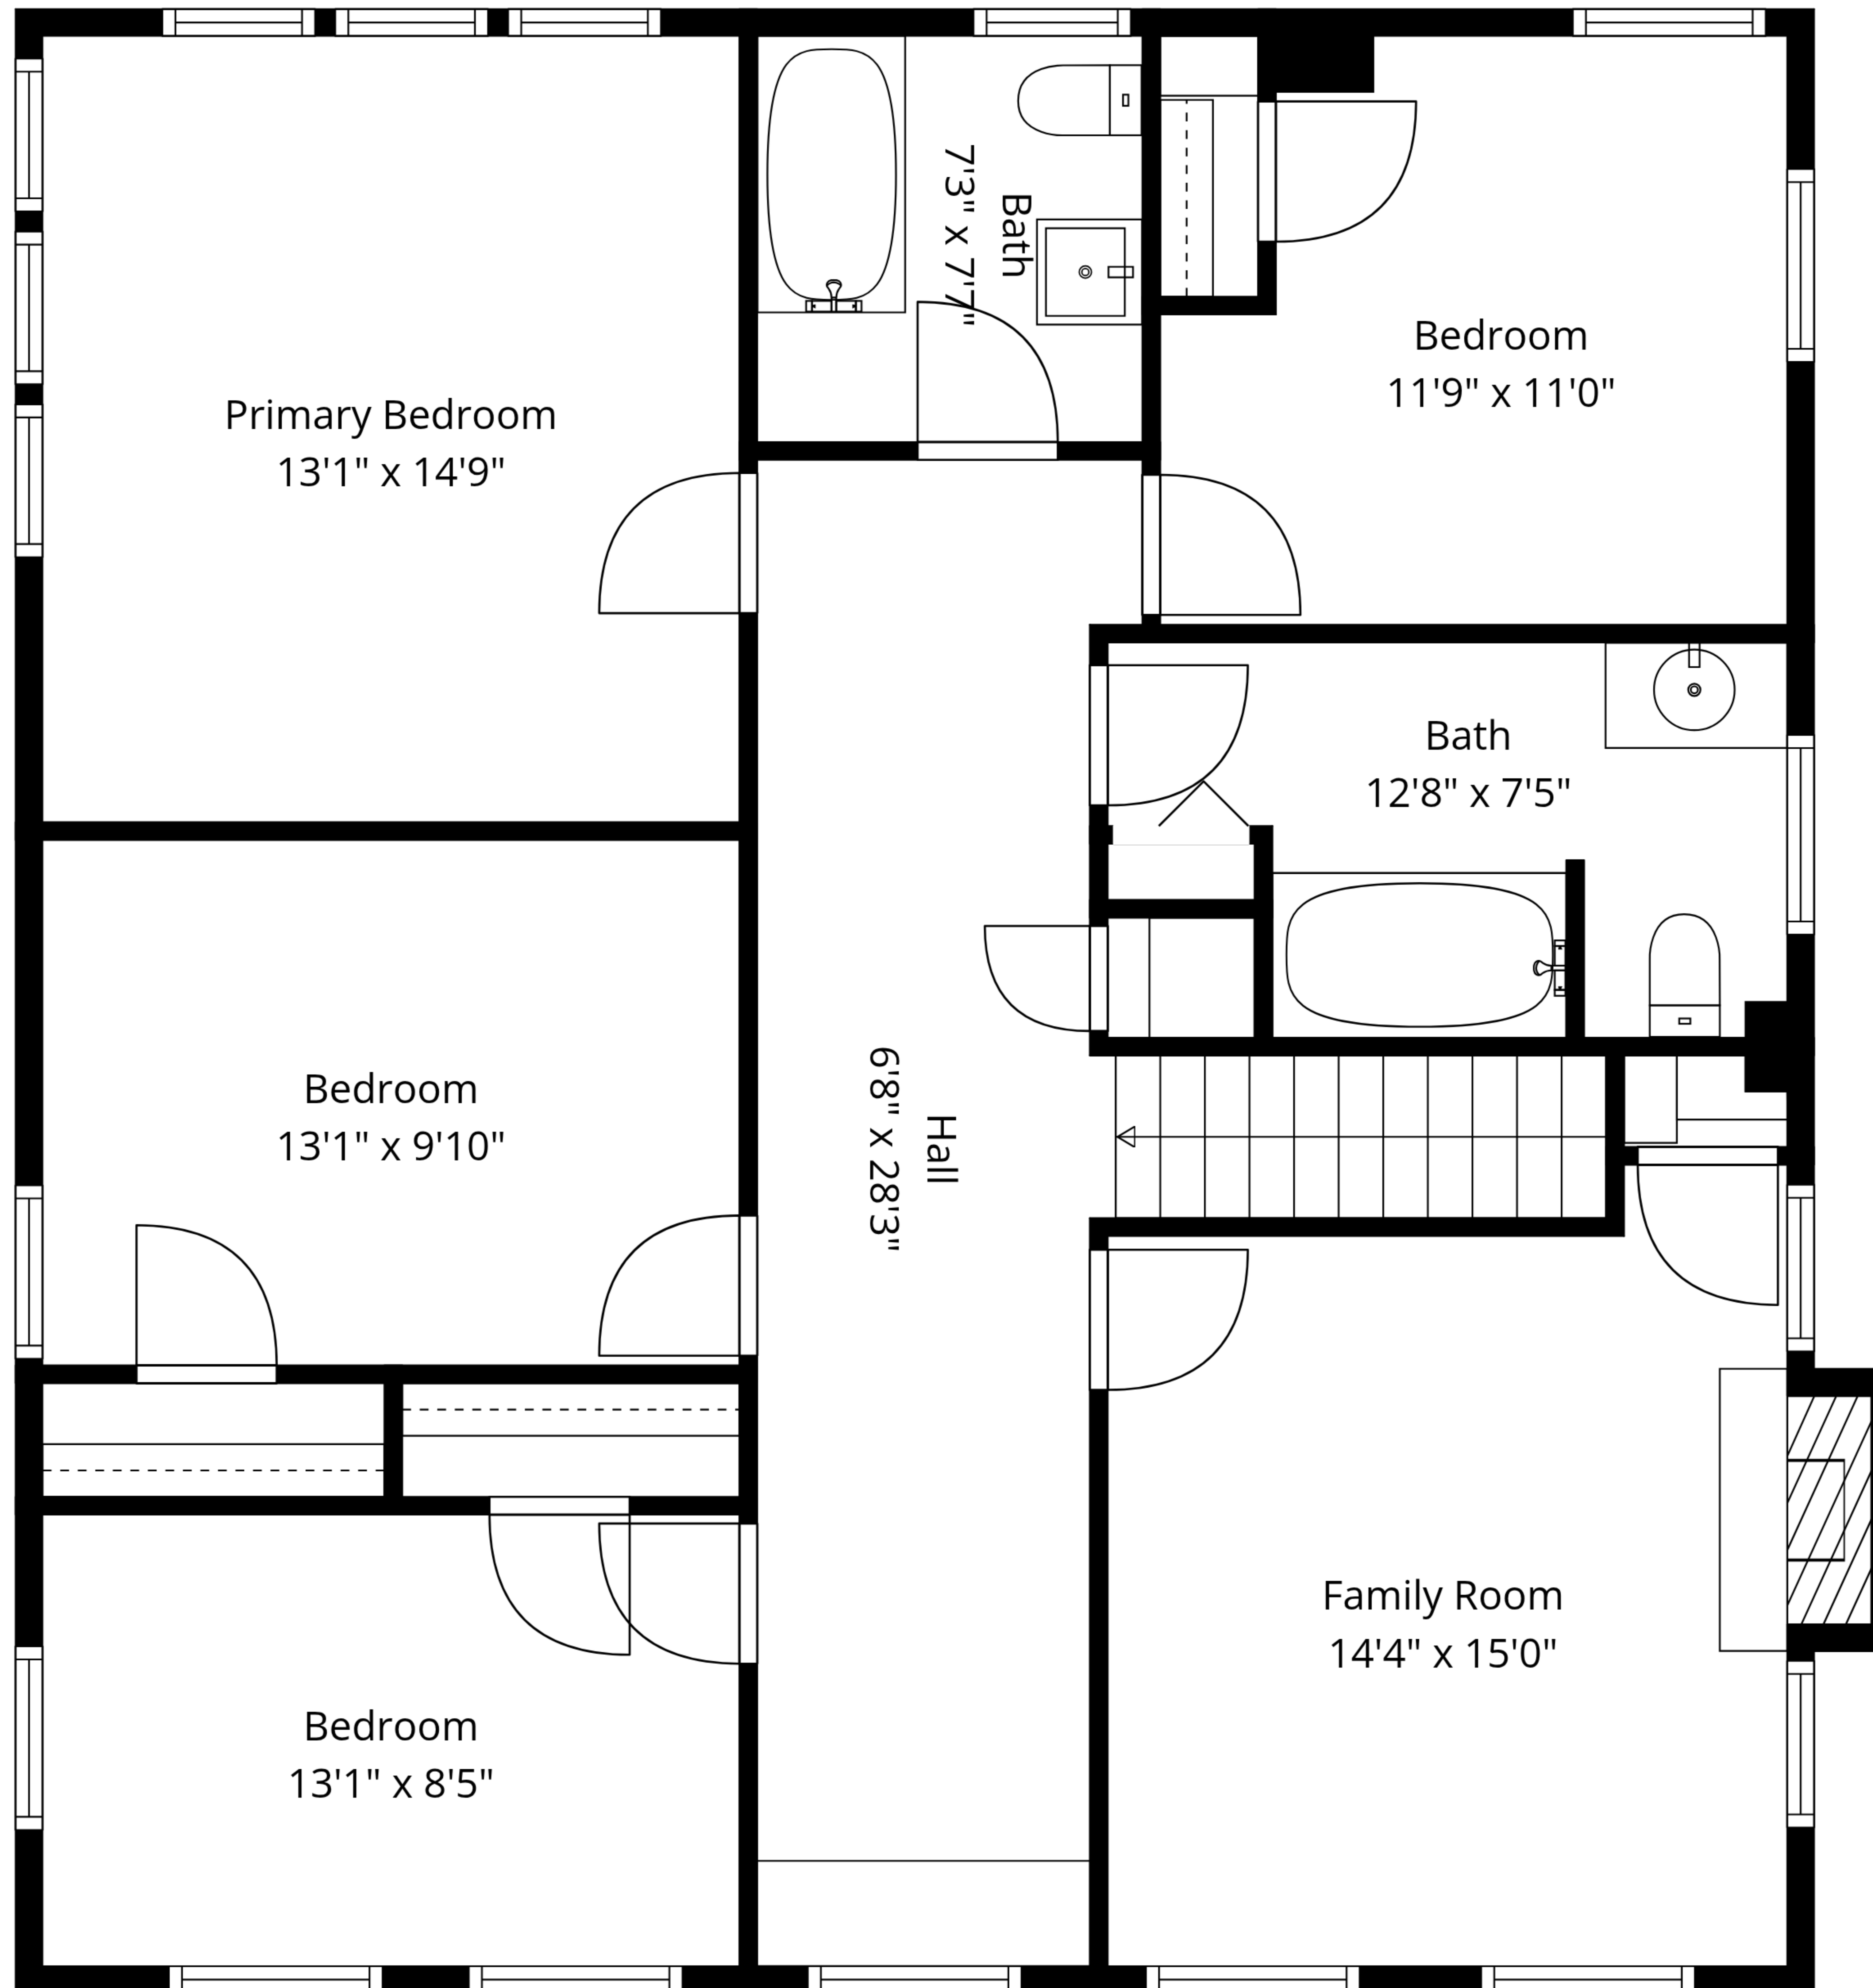 Bath
7'3" x 7'7"
Bedroom
11'9" x 11'0"
Primary Bedroom
13'1" x 14'9"
Bath
12'8" x 7'5"
Bedroom
13'1" x 9'10"
Hall
6'8" x 28'3"
Family Room
14'4" x 15'0"
Bedroom
13'1" x 8'5"